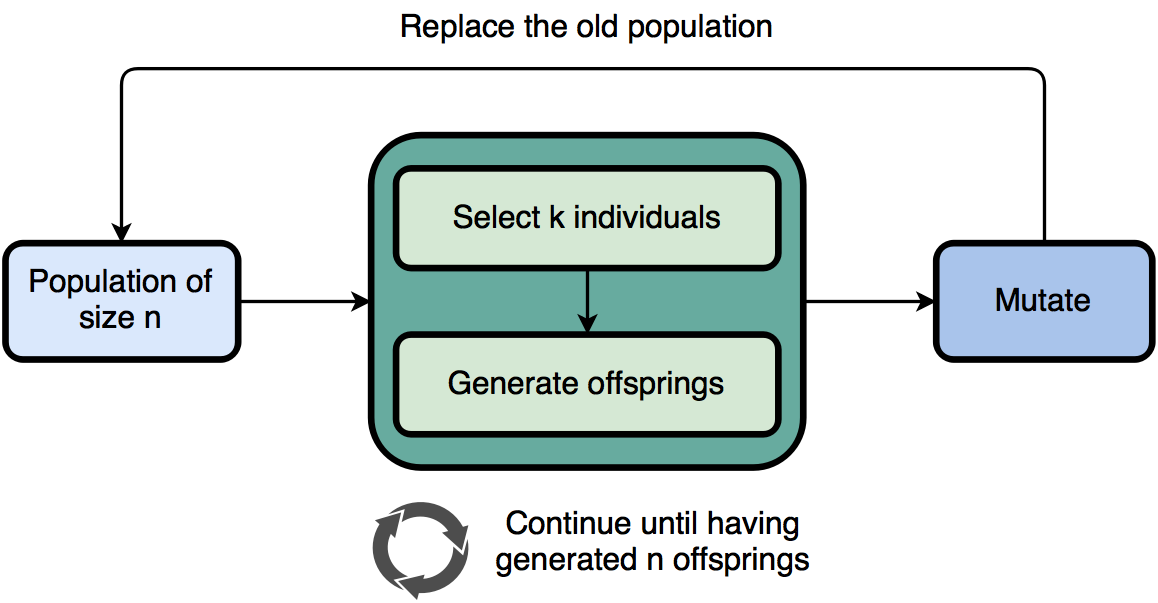 Replace the old population
Select k individuals
Population of
size n
Mutate
Generate offsprings
Continue until having
generated n offsprings